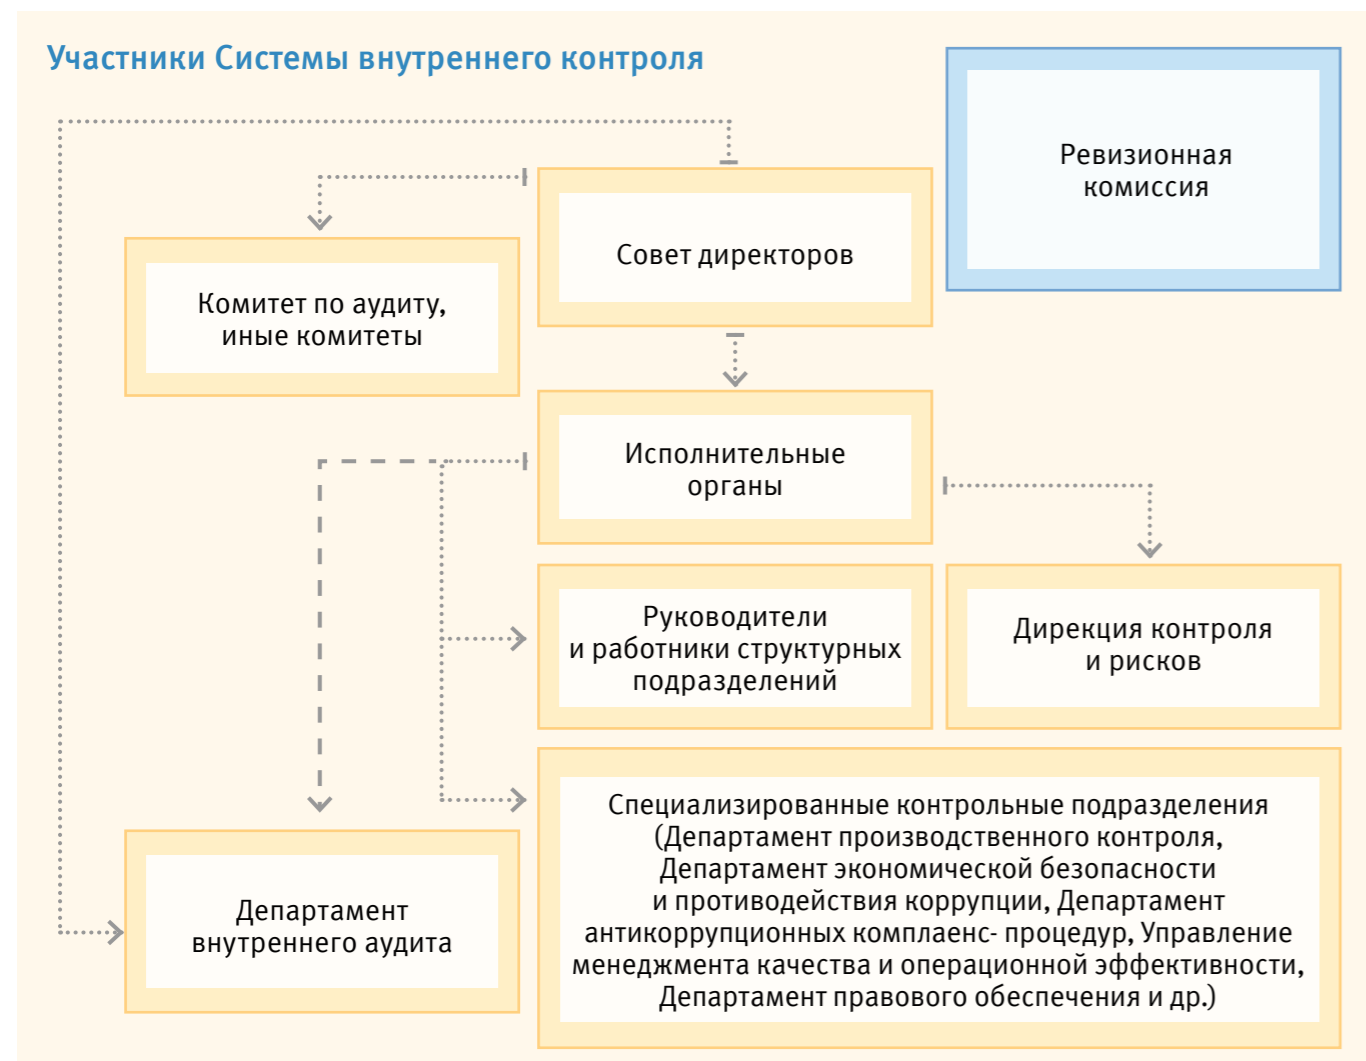 Участники Системы внутреннего контроля
Ревизионная
комиссия
Совет директоров
Комитет по аудиту,
иные комитеты
Исполнительные
органы
Руководители
и работники структурных
подразделений
Дирекция контроля
и рисков
Специализированные контрольные подразделения
(Департамент производственного контроля,
Департамент экономической безопасности
и противодействия коррупции, Департамент
антикоррупционных комплаенс- процедур, Управление
менеджмента качества и операционной эффективности,
Департамент правового обеспечения и др.)
Департамент
внутреннего аудита